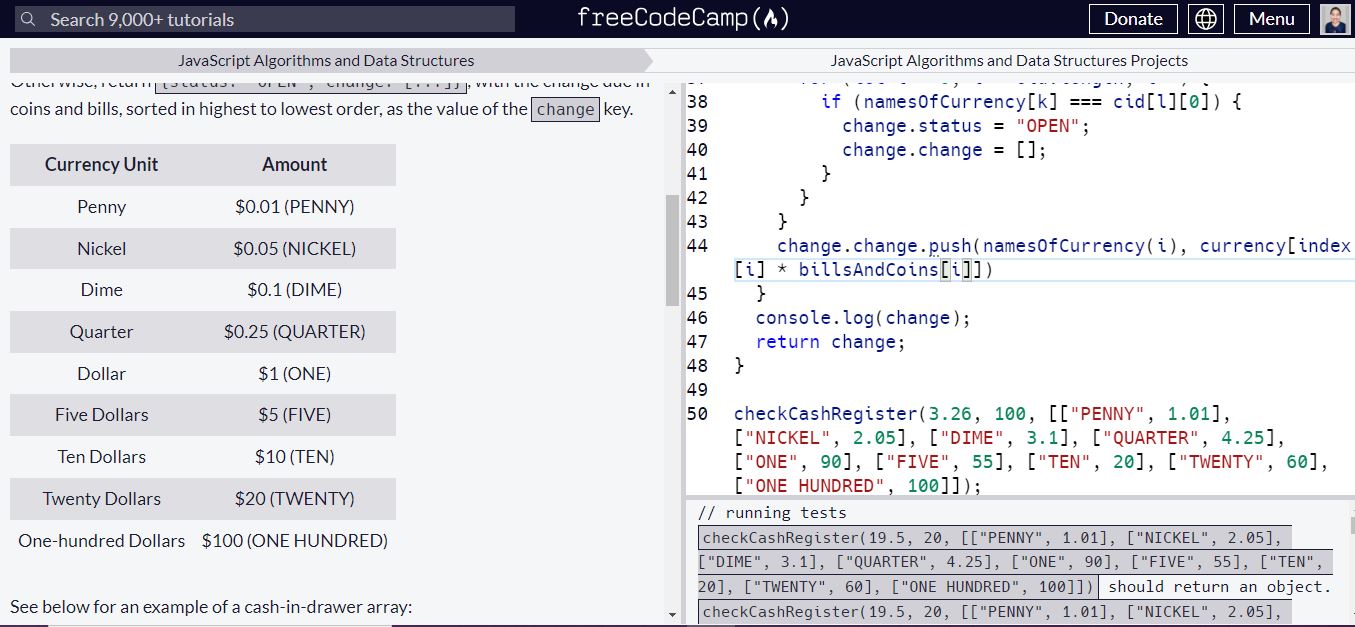 Search 9,000+ tutorials
freeCodeCamp
Donate
Menu
JavaScript Algorithms and Data Structures
JavaScript Algorithms and Data Structures Projects
Otherwise, return {status: "OPEN", change: [...]}, with the change due in
coins and bills, sorted in highest to lowest order, as the value of the change key.
Currency Unit Amount
Penny $0.01 (PENNY)
Nickel $0.05 (NICKEL)
Dime $0.1 (DIME)
Quarter $0.25 (QUARTER)
Dollar $1 (ONE)
Five Dollars $5 (FIVE)
Ten Dollars $10 (TEN)
Twenty Dollars $20 (TWENTY)
One-hundred Dollars $100 (ONE HUNDRED)
See below for an example of a cash-in-drawer array:
38 if (namesOfCurrency[k] === cid[l][0]) {
39 change.status = "OPEN";
40 change.change = [];
41 }
42 }
43 }
44 change.change.push(namesOfCurrency(i), currency[index
[i] * billsAndCoins[i]])
45 }
46 console.log(change);
47 return change;
48 }
49
50 checkCashRegister(3.26, 100, [["PENNY", 1.01],
["NICKEL", 2.05], ["DIME", 3.1], ["QUARTER", 4.25],
["ONE", 90], ["FIVE", 55], ["TEN", 20], ["TWENTY", 60],
["ONE HUNDRED", 100]]);
// running tests
checkCashRegister(19.5, 20, [["PENNY", 1.01], ["NICKEL", 2.05],
["DIME", 3.1], ["QUARTER", 4.25], ["ONE", 90], ["FIVE", 55], ["TEN",
20], ["TWENTY", 60], ["ONE HUNDRED", 100]]) should return an object.
checkCashRegister(19.5, 20, [["PENNY", 1.01], ["NICKEL", 2.05],